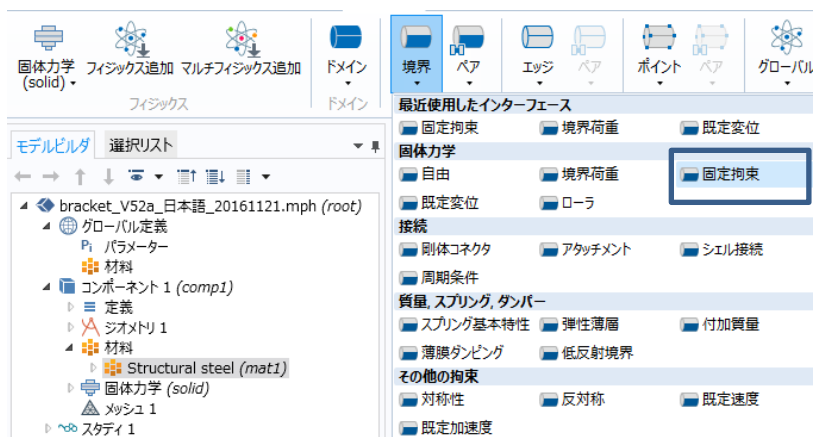 固体力学 フィジックス追加 マルチフィジックス追加 ドメイン 境界 ペア エッジ ペア ポイント ペア グローバル
(solid)
フィジックス ドメイン
モデルビルダ 選択リスト
bracket_V52a_日本語_20161121.mph (root)
グローバル定義
Pi パラメーター
材料
コンポーネント 1 (comp1)
定義
ジオメトリ 1
材料
Structural steel (mat1)
固体力学 (solid)
メッシュ 1
スタディ 1
最近使用したインターフェース
固定拘束 境界荷重 既定変位
固体力学
自由 境界荷重 固定拘束
既定変位 ローラ
接続
剛体コネクタ アタッチメント シェル接続
周期条件
質量, スプリング, ダンパー
スプリング基本特性 弾性薄層 付加質量
薄膜ダンピング 低反射境界
その他の拘束
対称性 反対称 既定速度
既定加速度